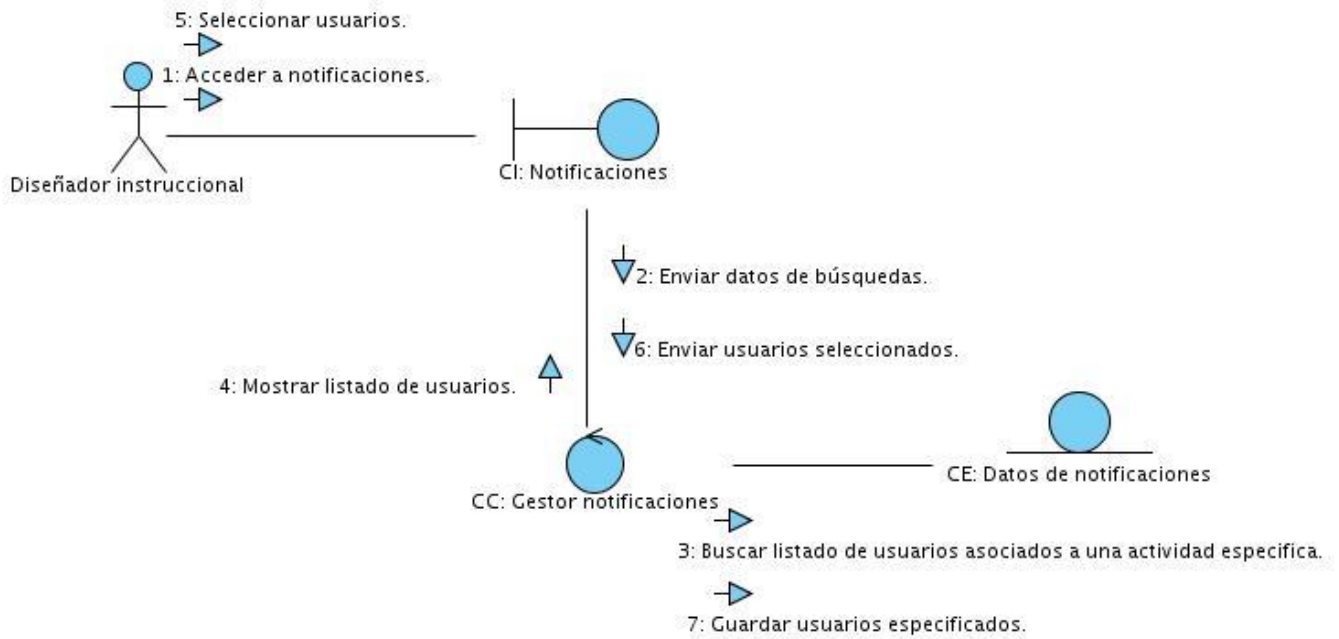 5: Seleccionar usuarios.
1: Acceder a notificaciones.
Diseñador instruccional
CI: Notificaciones
2: Enviar datos de búsquedas.
6: Enviar usuarios seleccionados.
4: Mostrar listado de usuarios.
CC: Gestor notificaciones
CE: Datos de notificaciones
3: Buscar listado de usuarios asociados a una actividad especifica.
7: Guardar usuarios especificados.